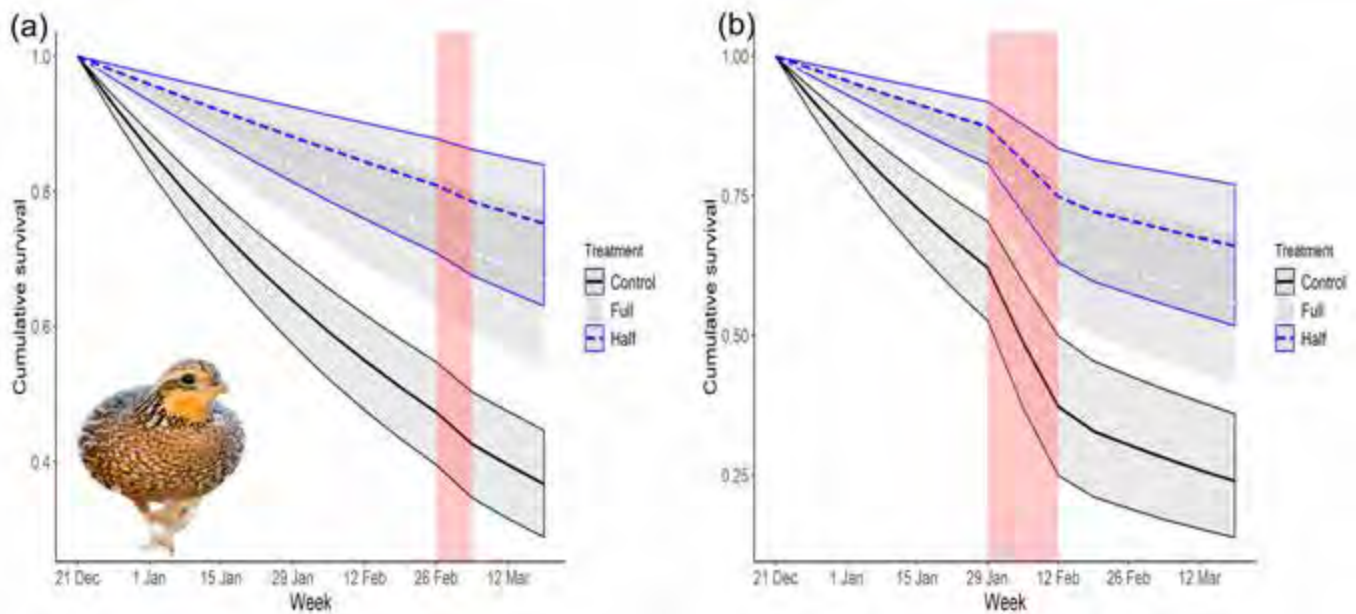 (a)
1.0
0.8
0.6
0.4
Cumulative survival
21 Dec 1 Jan 15 Jan 29 Jan 12 Feb 26 Feb 12 Mar
Week
Treatment
Control
Full
Half
(b)
1.00
0.75
0.50
0.25
Cumulative survival
21 Dec 1 Jan 15 Jan 29 Jan 12 Feb 26 Feb 12 Mar
Week
Treatment
Control
Full
Half